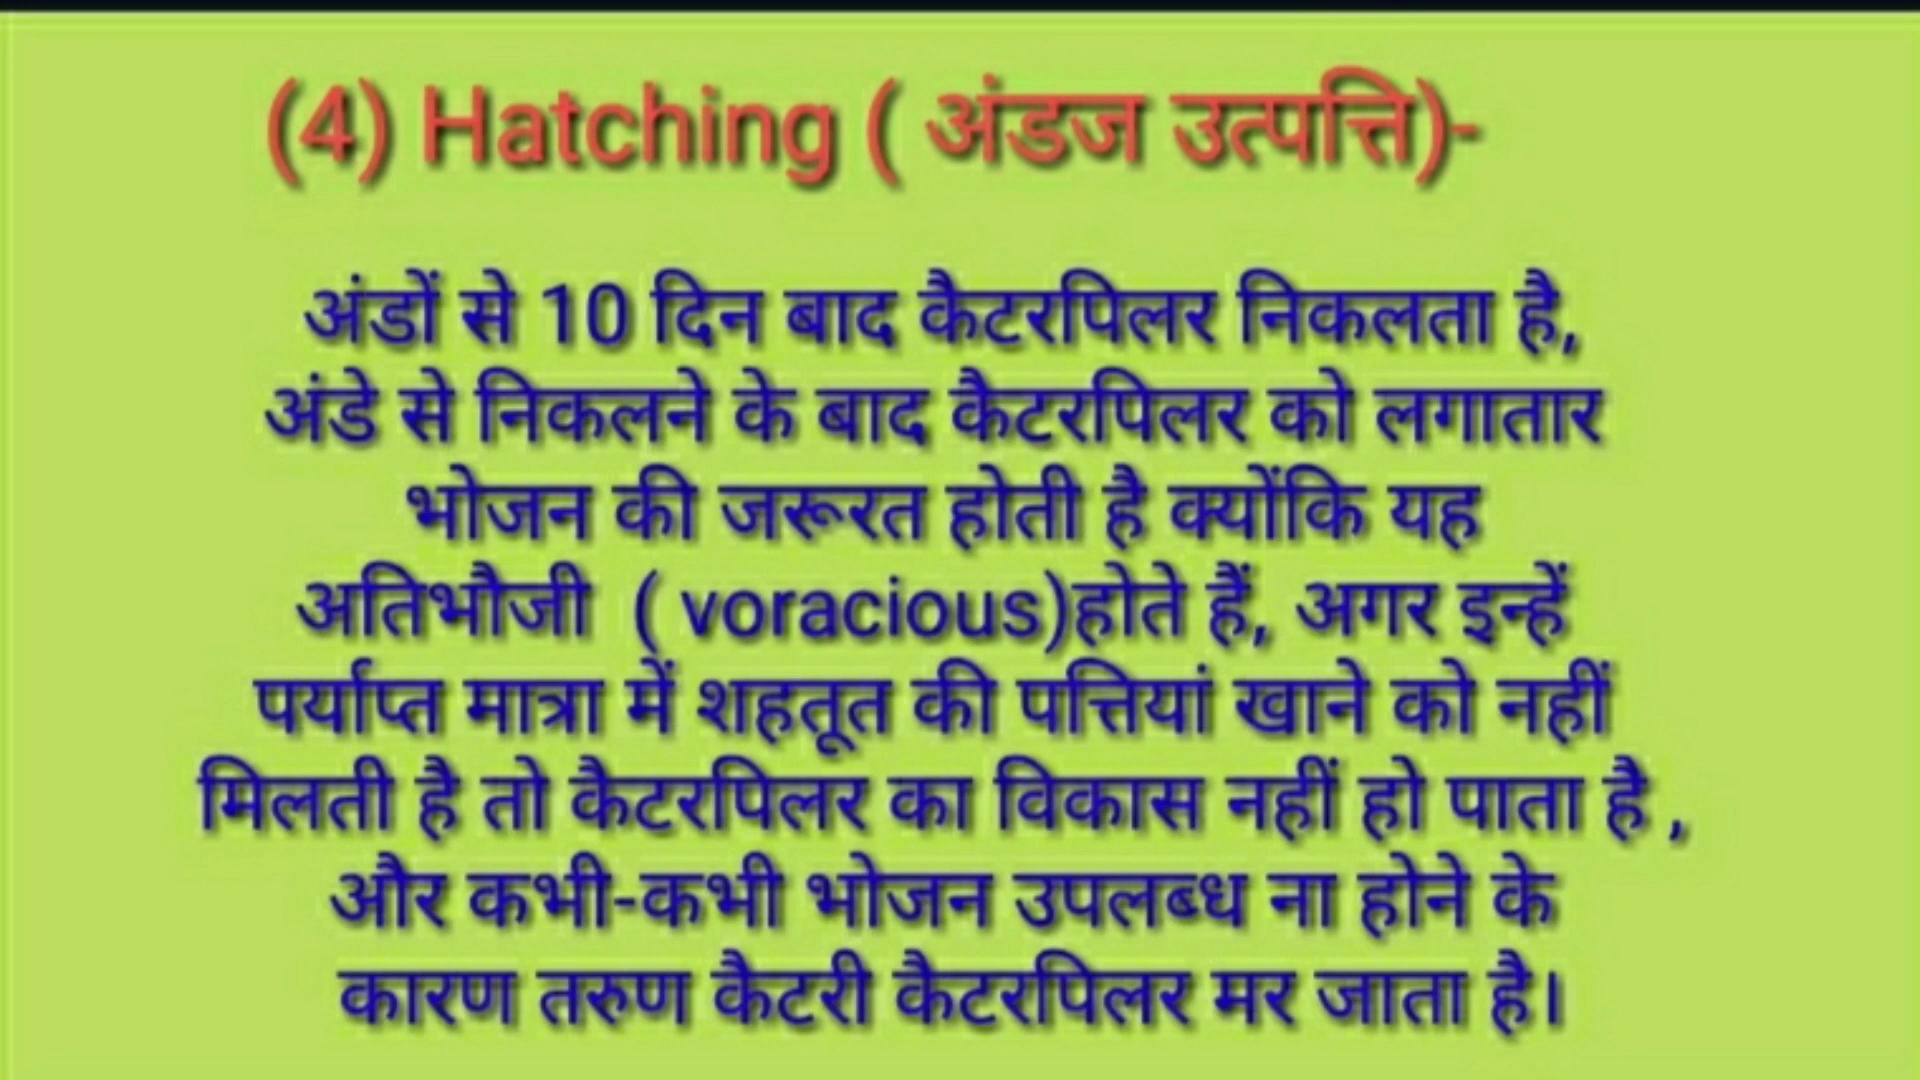 (4) Hatching ( अंडज उत्पत्ति)-
अंडों से 10 दिन बाद कैटरपिलर निकलता है,
अंडे से निकलने के बाद कैटरपिलर को लगातार
भोजन की जरूरत होती है क्योंकि यह
अतिभौजी ( voracious)होते हैं, अगर इन्हें
पर्याप्त मात्रा में शहतूत की पत्तियां खाने को नहीं
मिलती है तो कैटरपिलर का विकास नहीं हो पाता है ,
और कभी-कभी भोजन उपलब्ध ना होने के
कारण तरुण कैटरी कैटरपिलर मर जाता है।